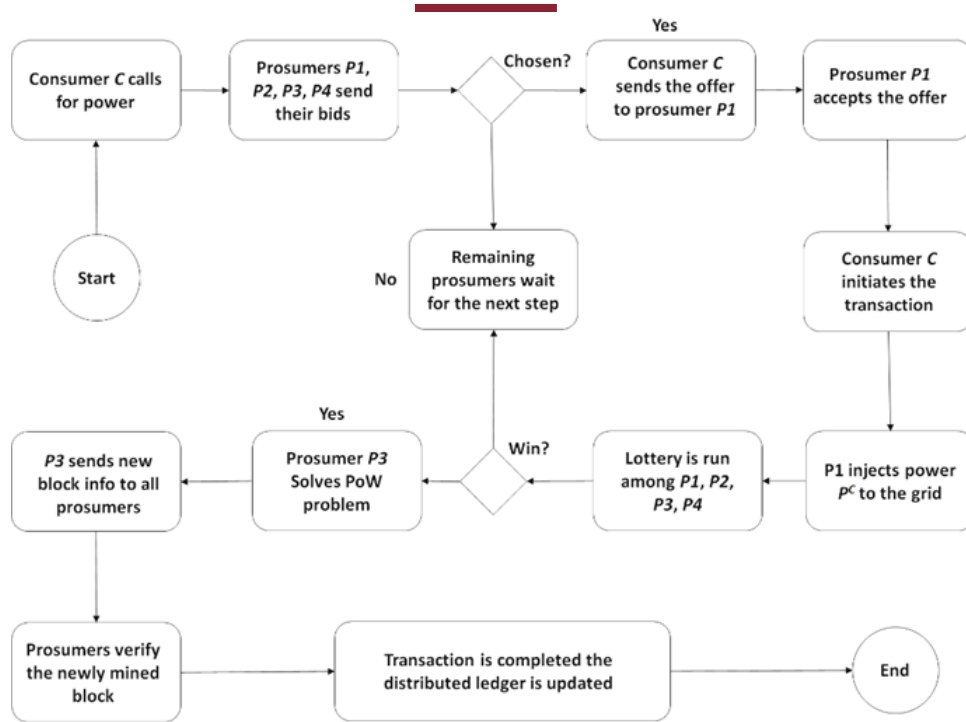 Yes
Chosen?
Consumer C calls
for power
Prosumers P1,
P2, P3, P4 send
their bids
Consumer C
sends the offer
to prosumer P1
Prosumer P1
accepts the offer
Start
No
Remaining
prosumers wait
for the next step
Consumer C
initiates the
transaction
Yes
Win?
P3 sends new
block info to all
prosumers
Prosumer P3
Solves PoW
problem
Lottery is run
among P1, P2,
P3, P4
P1 injects power
Pᶜ to the grid
Prosumers verify
the newly mined
block
Transaction is completed the
distributed ledger is updated
End